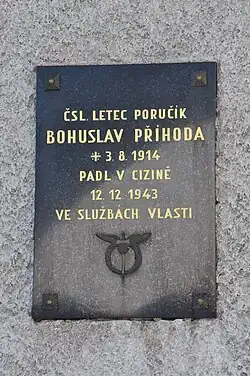 ČSL. LETEC PORUČÍK
BOHUSLAV PŘÍHODA
+ 3. 8. 1914
PADL V CIZINĚ
12. 12. 1943
VE SLUŽBÁCH VLASTI